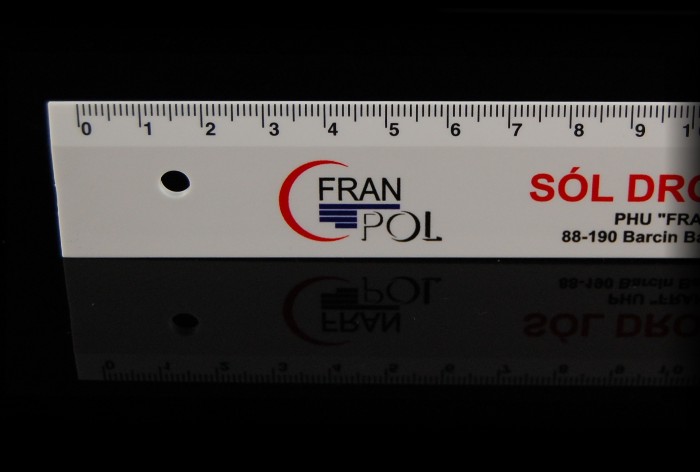 0 1 2 3 4 5 6 7 8 9
FRAN
POL
SÓL DRO
PHU "FRA
88-190 Barcin Ba